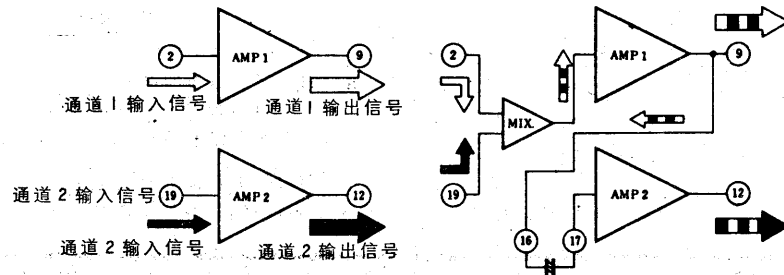 2
AMP 1
9
通道1输入信号
通道1输出信号
通道2输入信号
19
AMP 2
12
通道2输入信号
通道2输出信号
2
AMP 1
9
MIX.
19
AMP 2
12
16
17